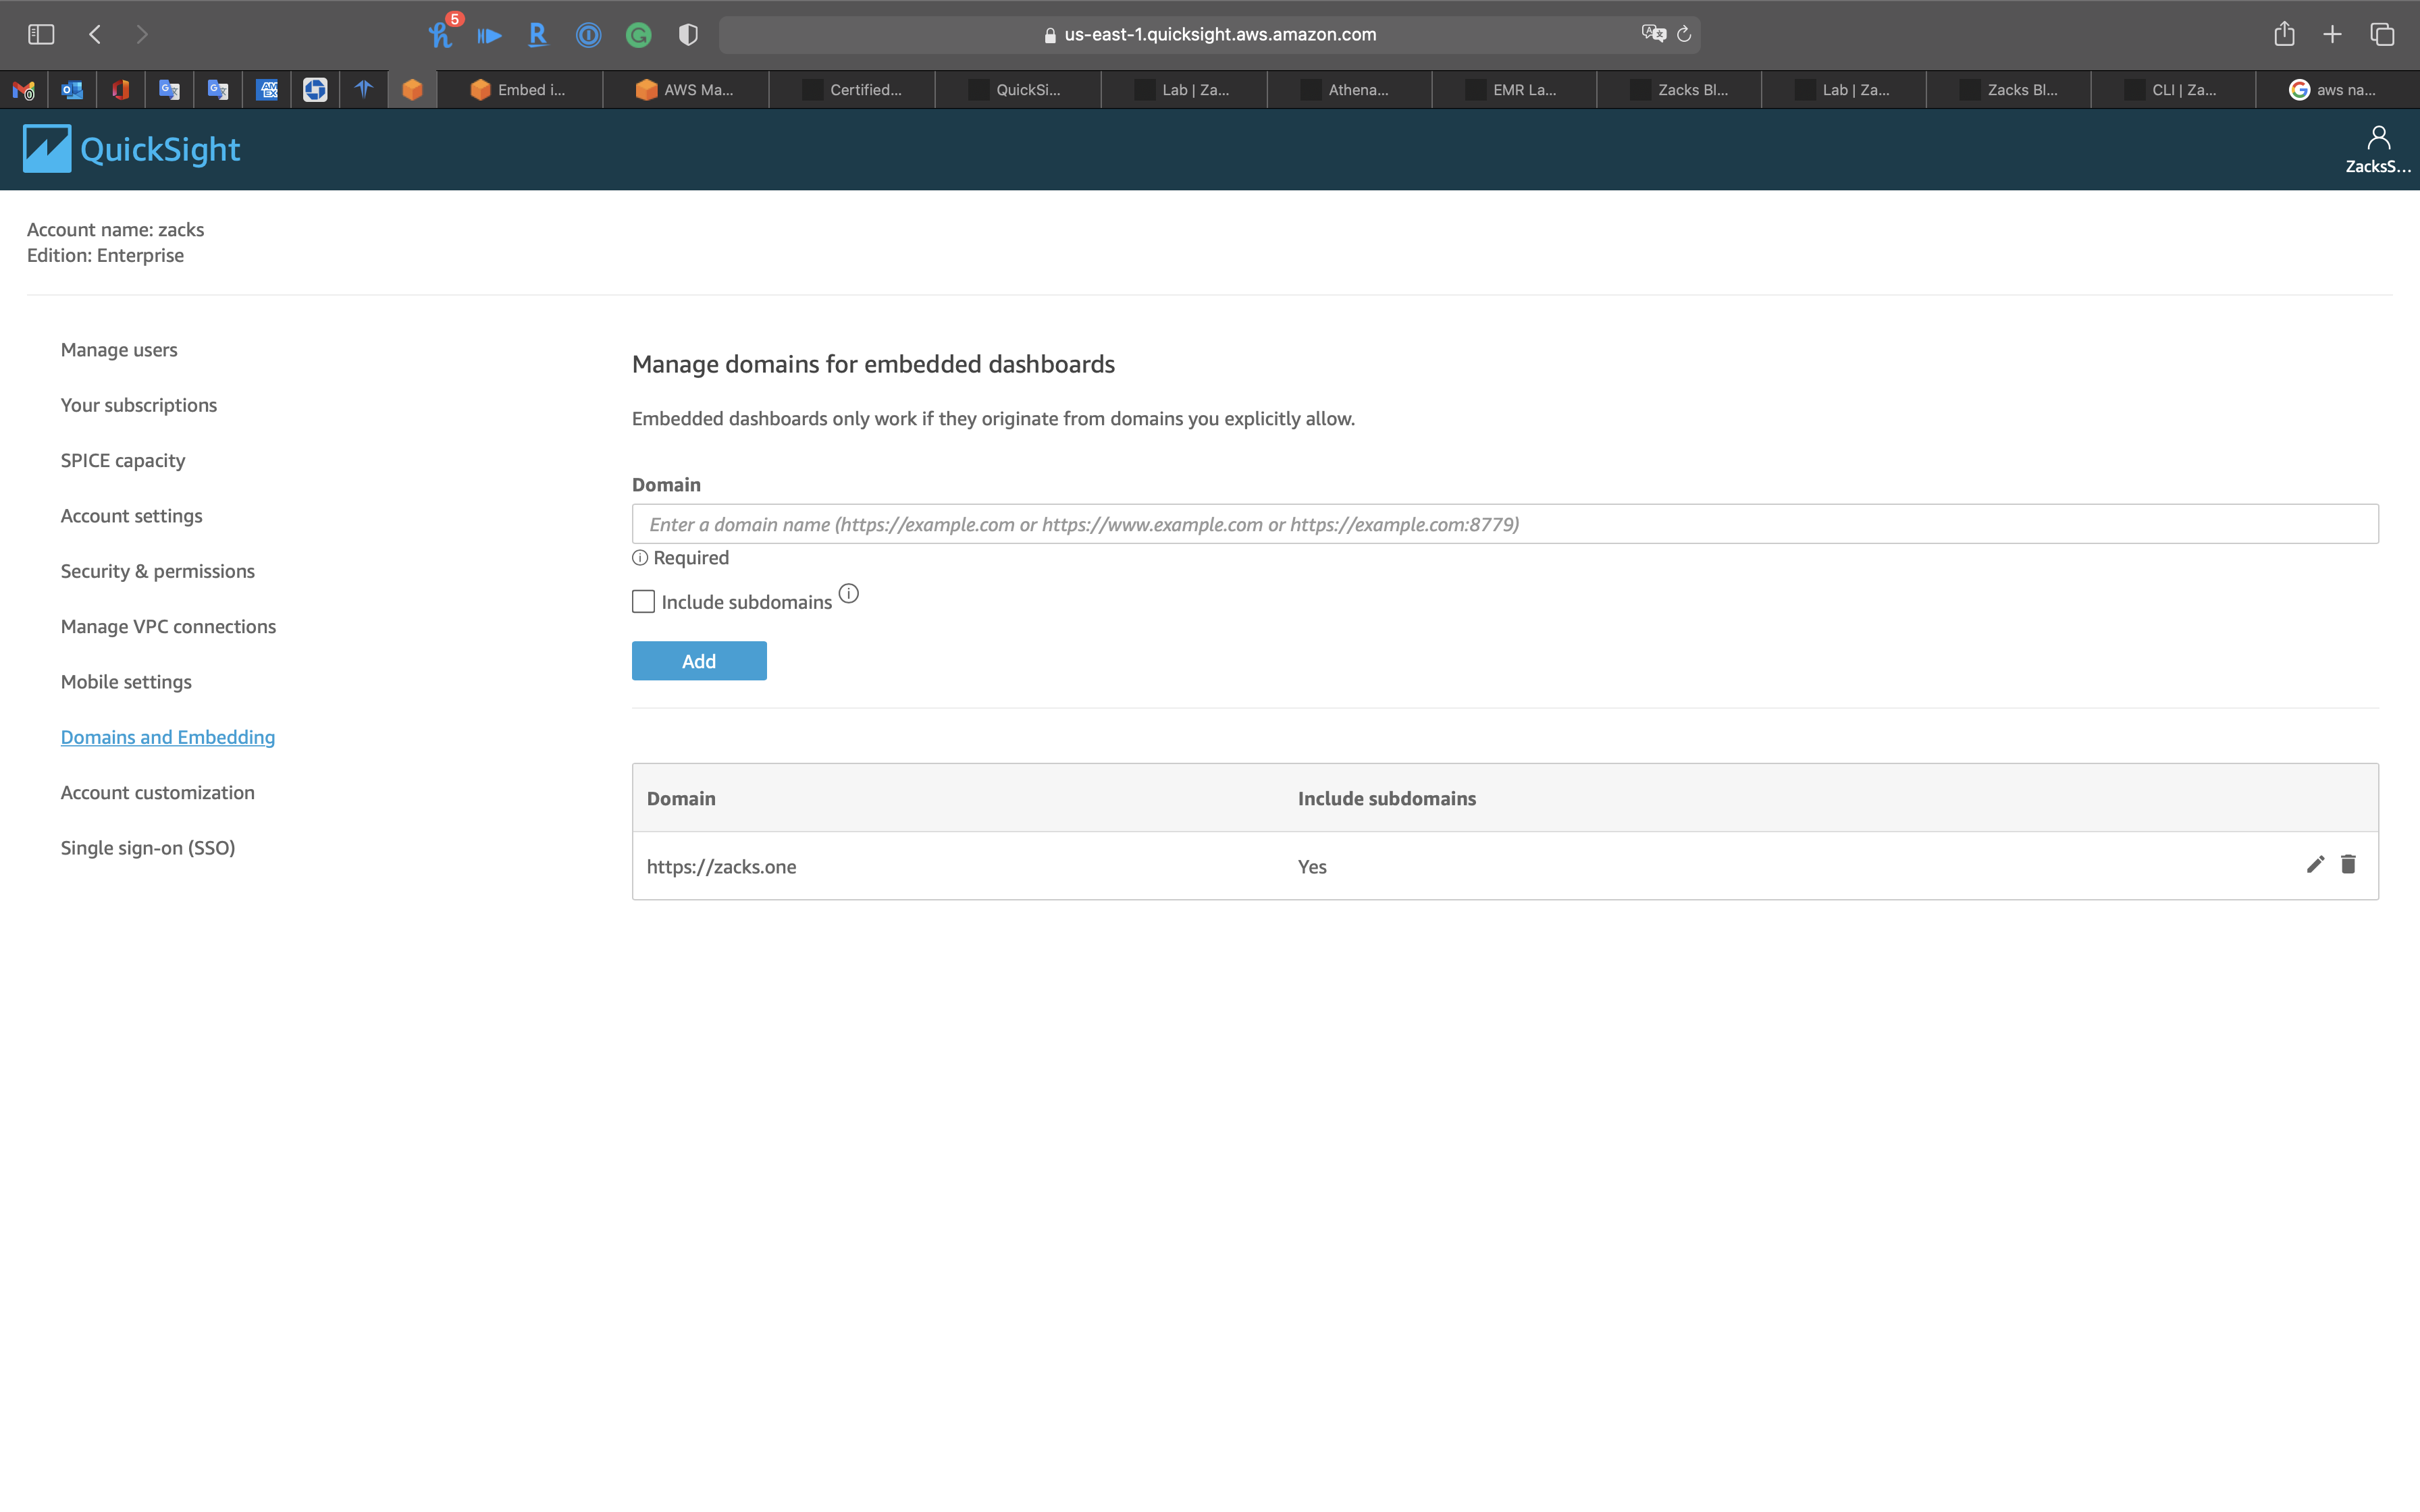 5
us-east-1.quicksight.aws.amazon.com
Embed i...
AWS Ma...
Certified...
QuickSi...
Lab | Za...
Athena...
EMR La...
Zacks Bl...
Lab | Za...
Zacks Bl...
CLI | Za...
aws na...
QuickSight
ZacksS...
Account name: zacks
Edition: Enterprise
Manage users
Your subscriptions
SPICE capacity
Account settings
Security & permissions
Manage VPC connections
Mobile settings
Domains and Embedding
Account customization
Single sign-on (SSO)
Manage domains for embedded dashboards
Embedded dashboards only work if they originate from domains you explicitly allow.
Domain
Enter a domain name (https://example.com or https://www.example.com or https://example.com:8779)
Required
Include subdomains
Add
Domain Include subdomains
https://zacks.one Yes